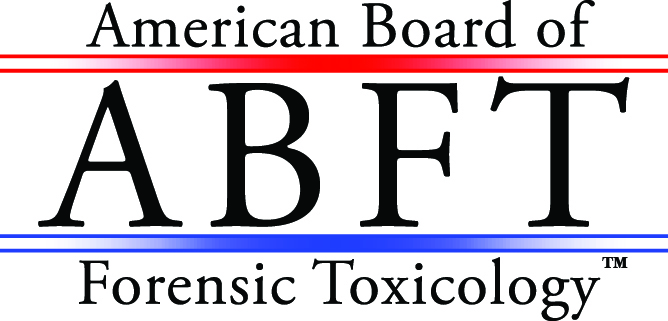 American Board of
ABFT
Forensic Toxicology™